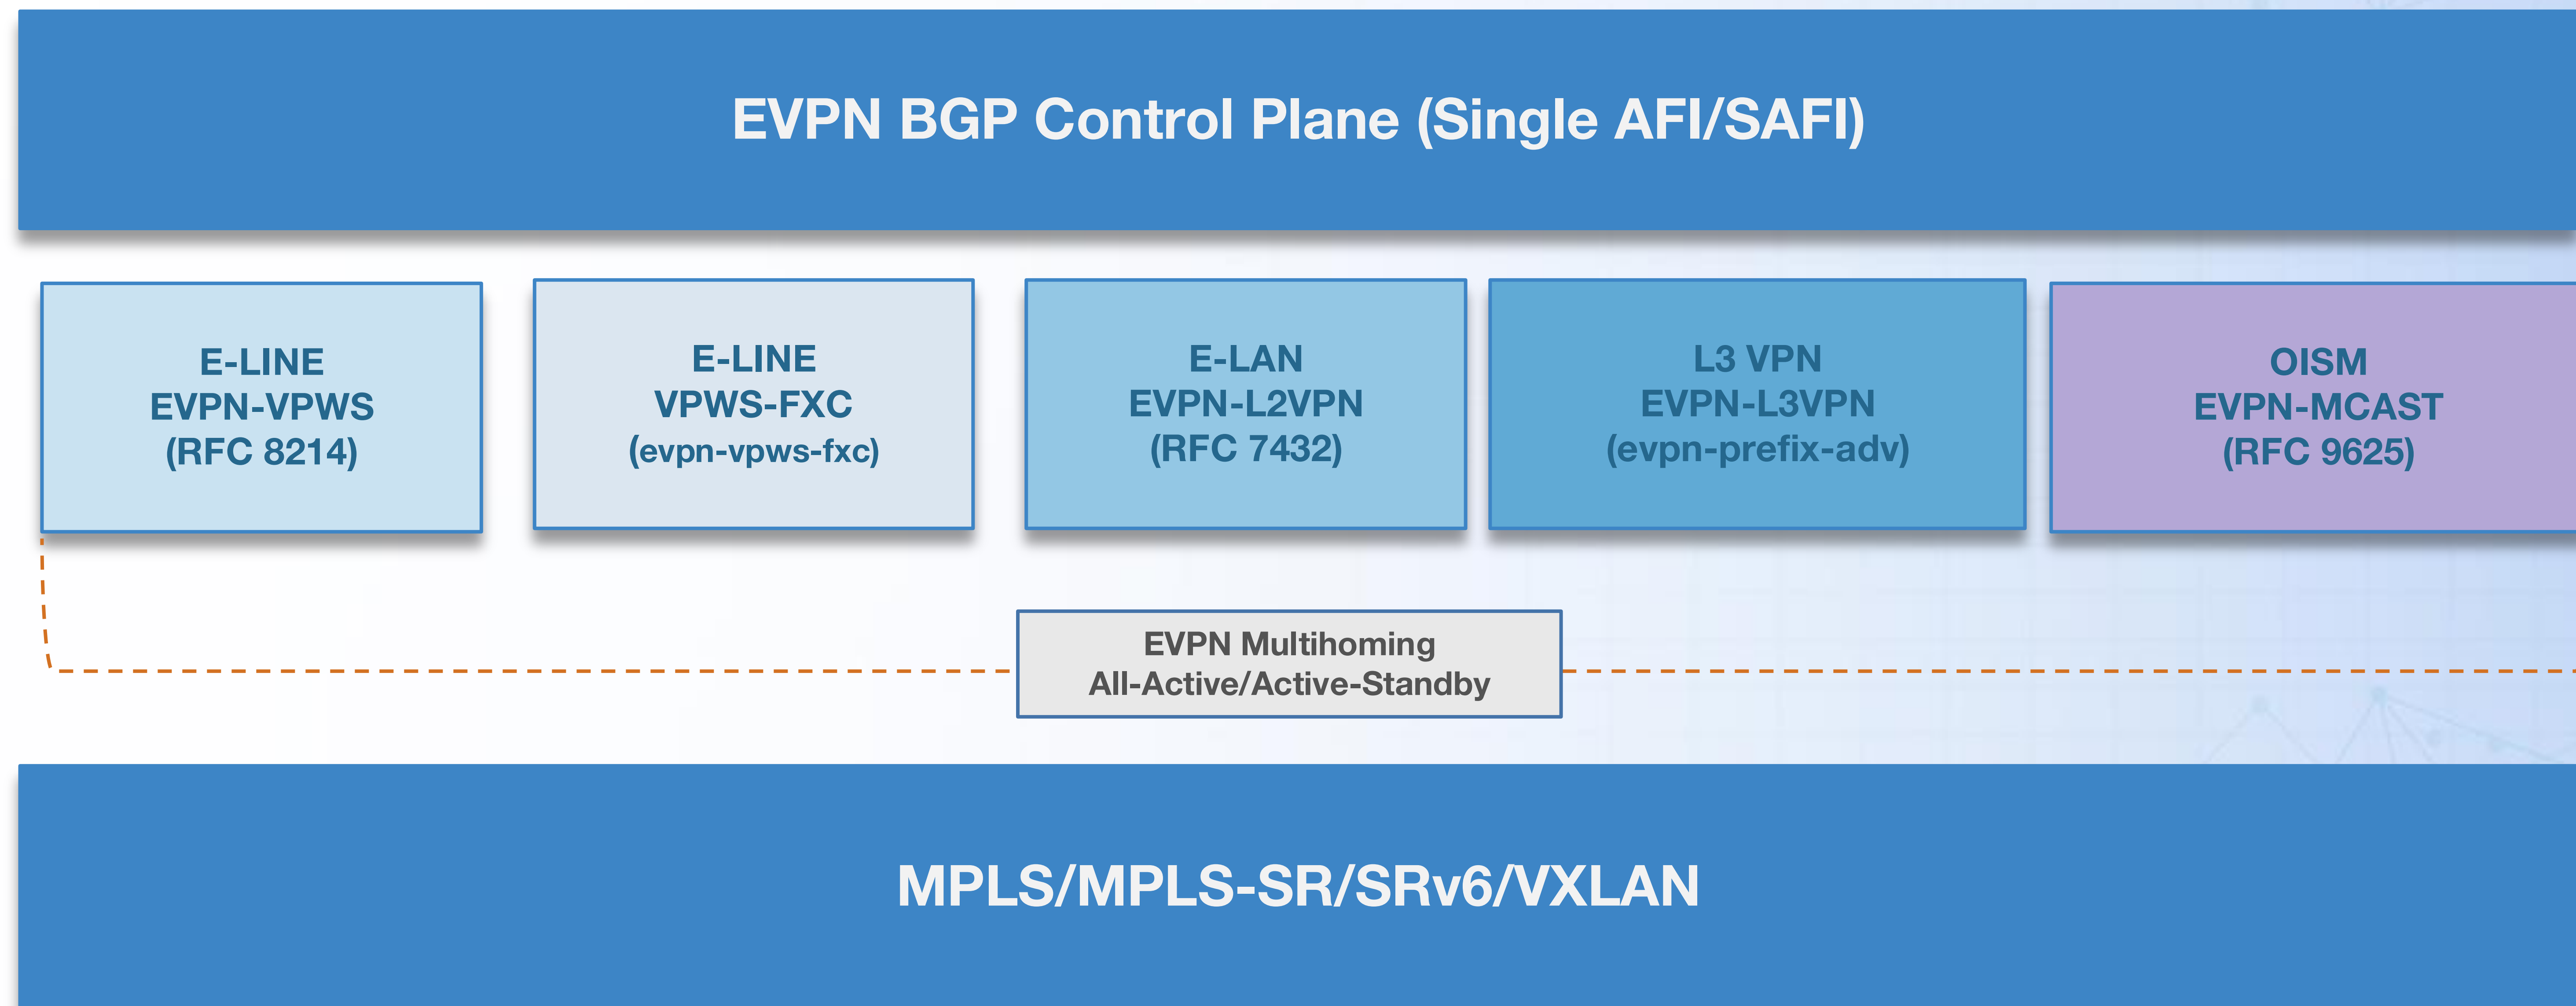 EVPN BGP Control Plane (Single AFI/SAFI)
E-LINE
EVPN-VPWS
(RFC 8214)
E-LINE
VPWS-FXC
(evpn-vpws-fxc)
E-LAN
EVPN-L2VPN
(RFC 7432)
L3 VPN
EVPN-L3VPN
(evpn-prefix-adv)
OISM
EVPN-MCAST
(RFC 9625)
EVPN Multihoming
All-Active/Active-Standby
MPLS/MPLS-SR/SRv6/VXLAN